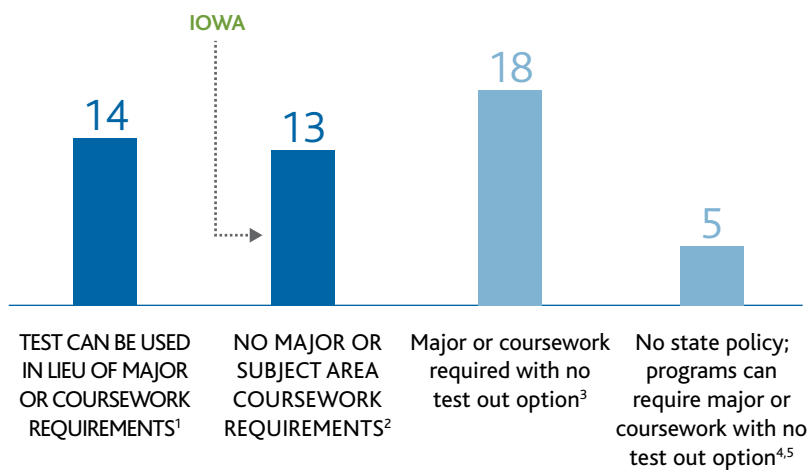 IOWA
14
13
18
5
TEST CAN BE USED
IN LIEU OF MAJOR
OR COURSEWORK
REQUIREMENTS¹
NO MAJOR OR
SUBJECT AREA
COURSEWORK
REQUIREMENTS²
Major or coursework
required with no
test out option³
No state policy;
programs can
require major or
coursework with no
test out option⁴,⁵